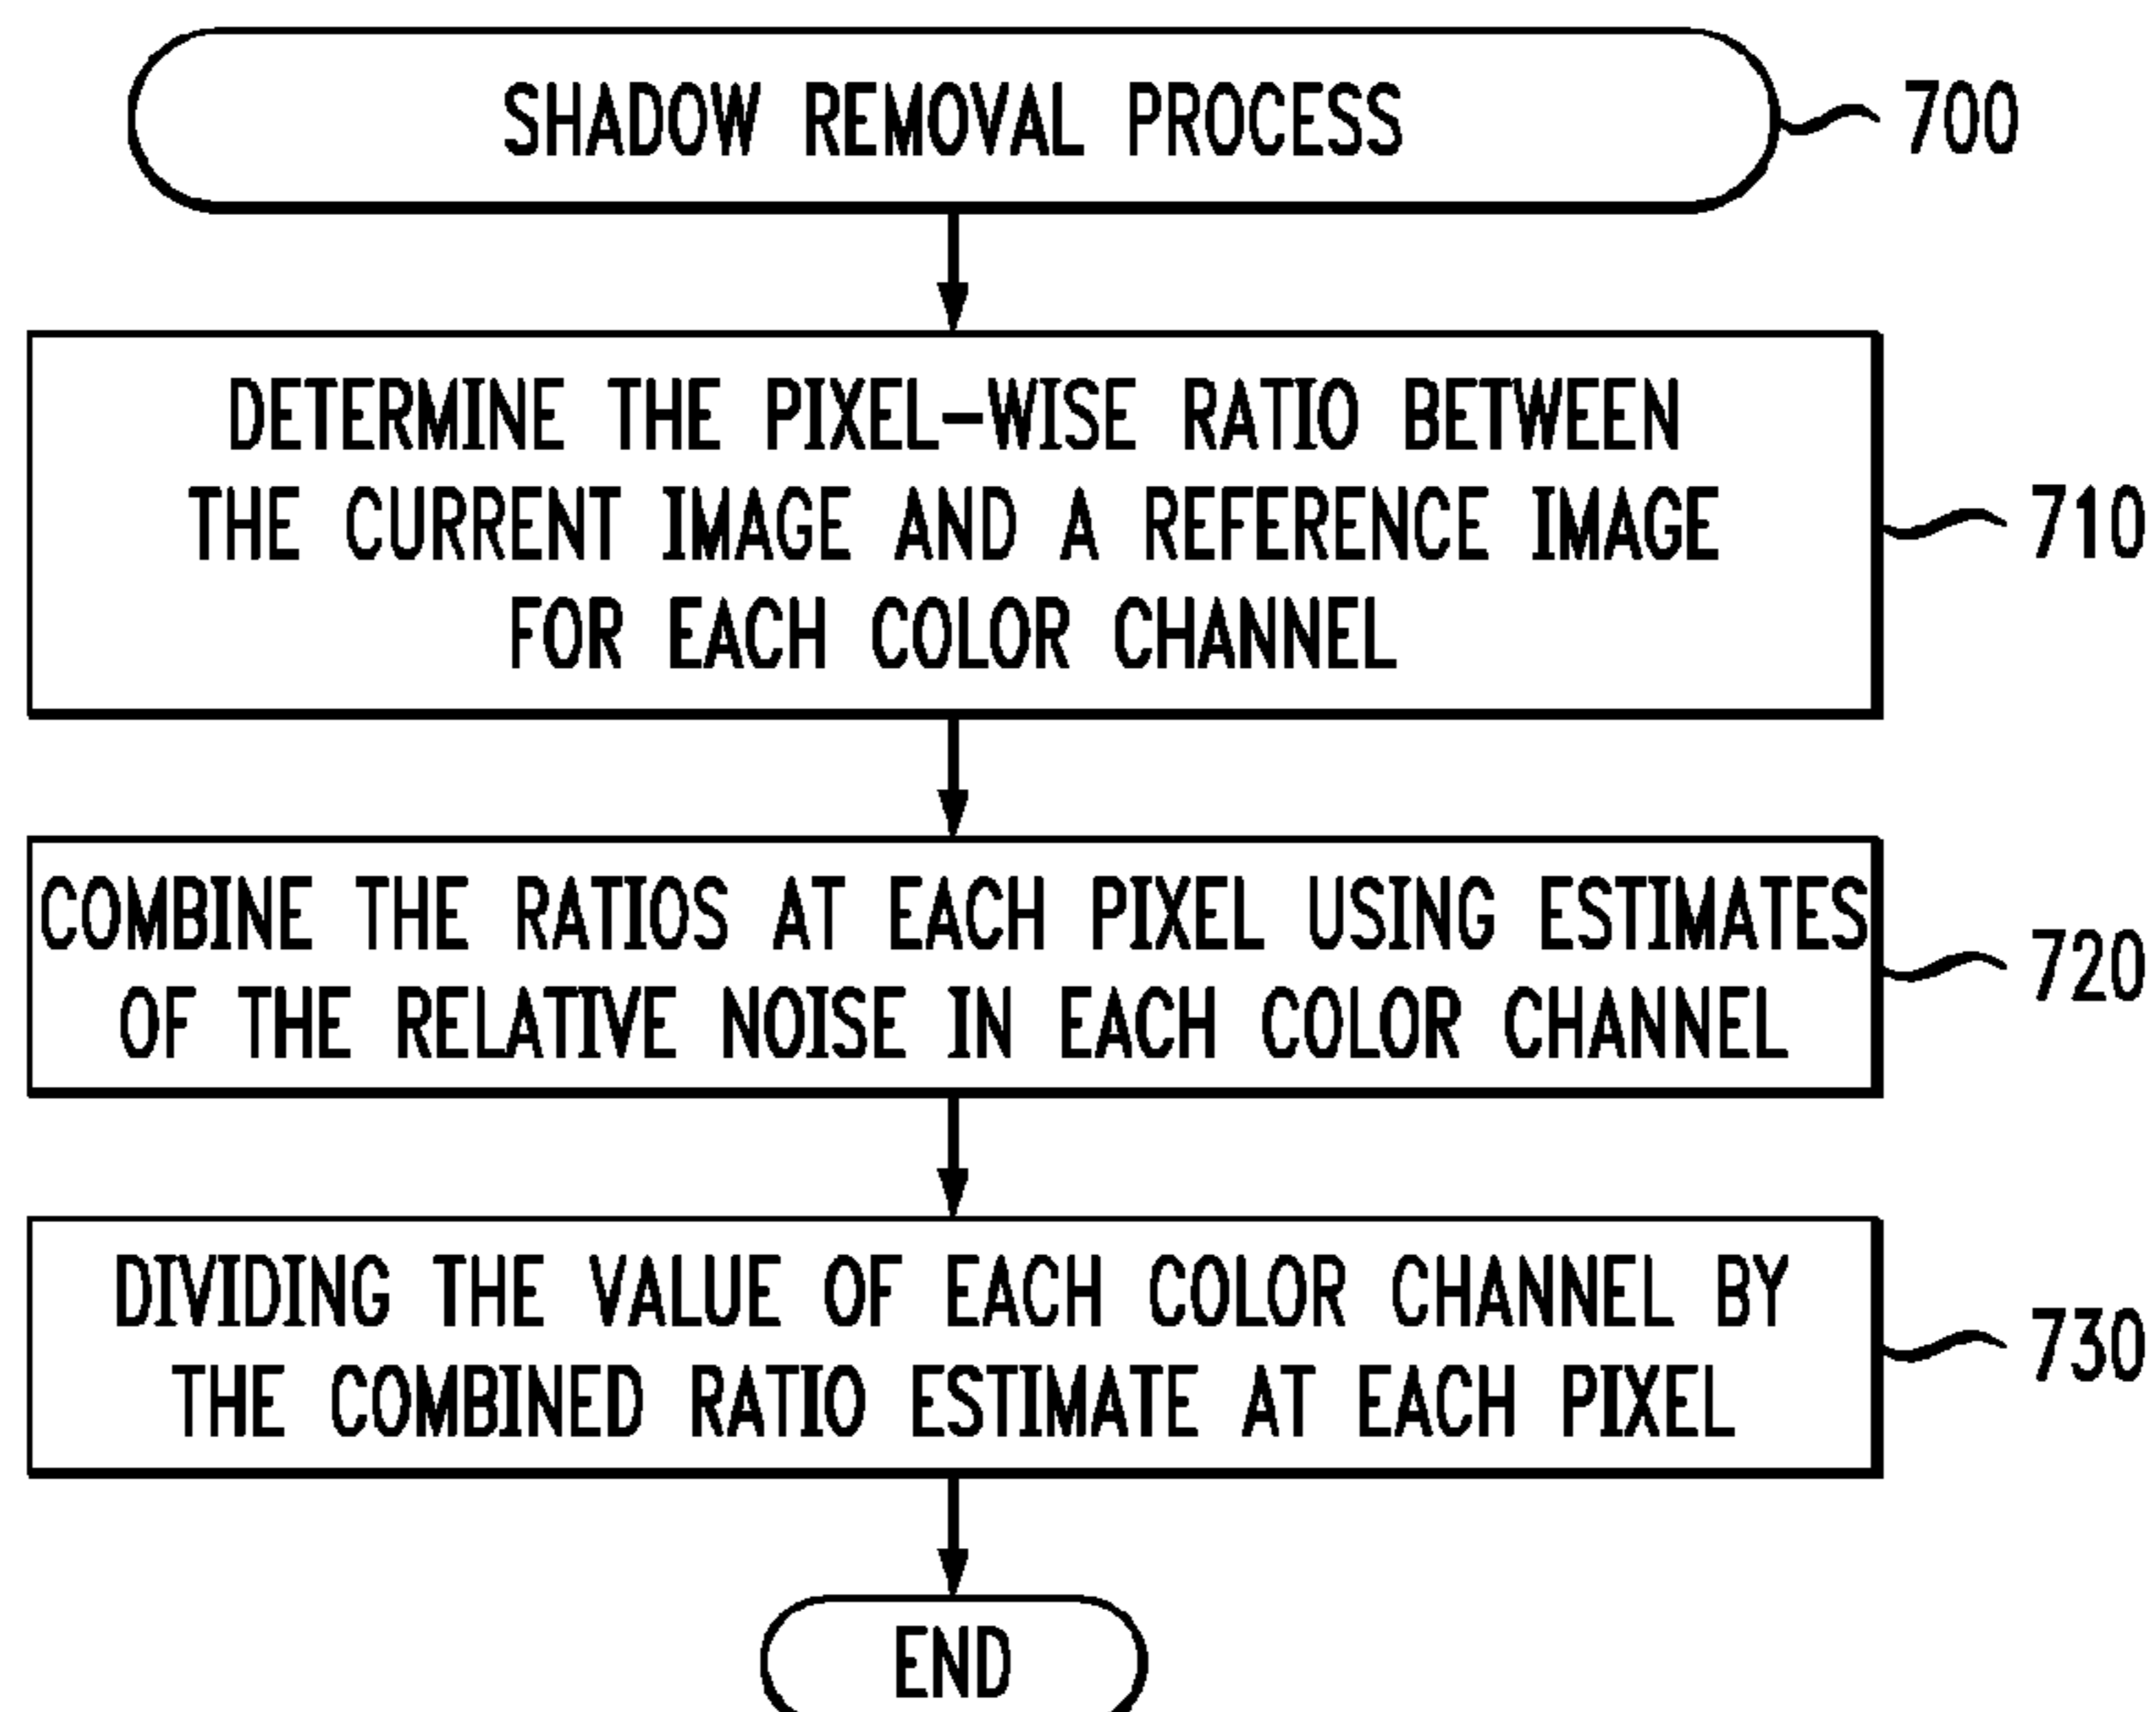 SHADOW REMOVAL PROCESS
700
DETERMINE THE PIXEL-WISE RATIO BETWEEN
THE CURRENT IMAGE AND A REFERENCE IMAGE
FOR EACH COLOR CHANNEL
710
COMBINE THE RATIOS AT EACH PIXEL USING ESTIMATES
OF THE RELATIVE NOISE IN EACH COLOR CHANNEL
720
DIVIDING THE VALUE OF EACH COLOR CHANNEL BY
THE COMBINED RATIO ESTIMATE AT EACH PIXEL
730
END